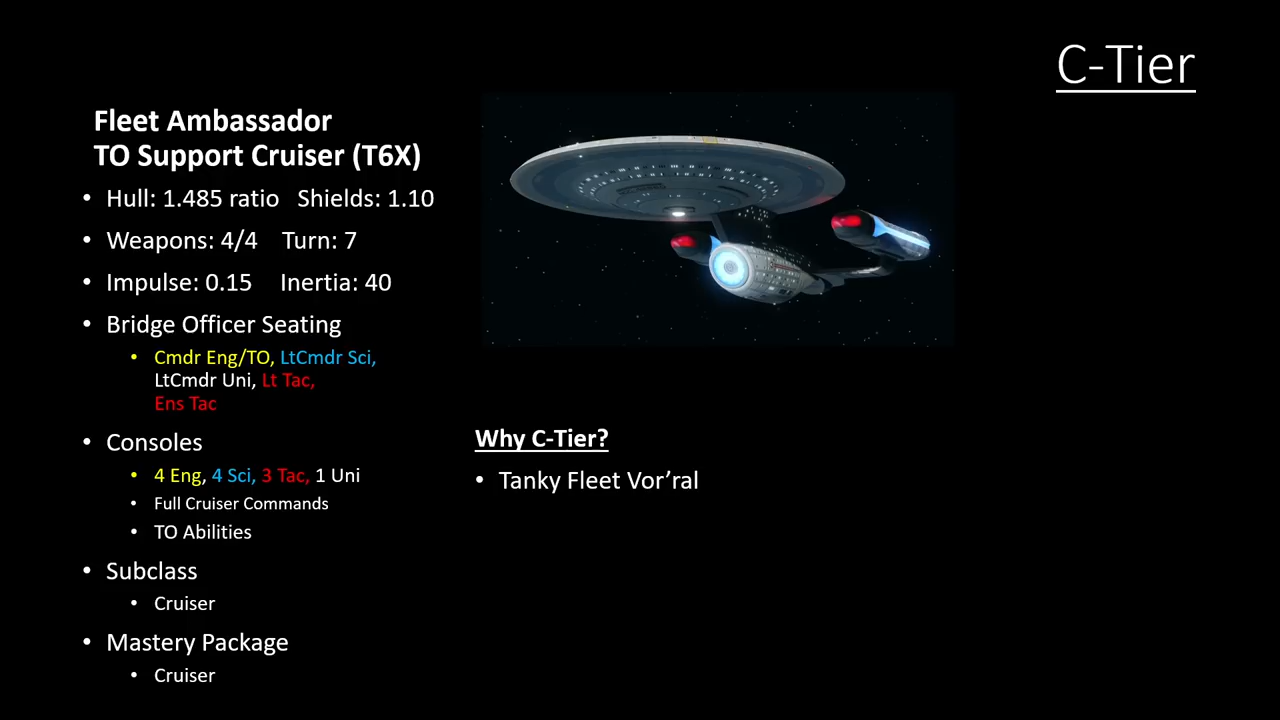 C-Tier
Fleet Ambassador
TO Support Cruiser (T6X)
• Hull: 1.485 ratio Shields: 1.10
• Weapons: 4/4 Turn: 7
• Impulse: 0.15 Inertia: 40
• Bridge Officer Seating
• Cmdr Eng/TO, LtCmdr Sci,
LtCmdr Uni, Lt Tac,
Ens Tac
• Consoles
• 4 Eng, 4 Sci, 3 Tac, 1 Uni
• Full Cruiser Commands
• TO Abilities
• Subclass
• Cruiser
• Mastery Package
• Cruiser
Why C-Tier?
• Tanky Fleet Vor’ral